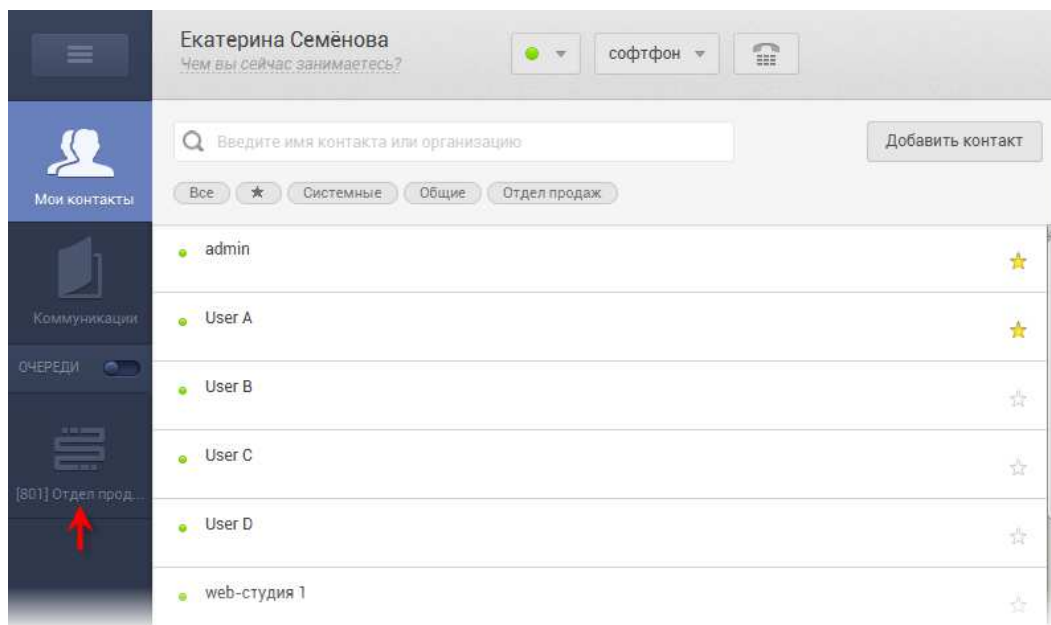 Екатерина Семёнова
Чем вы сейчас занимаетесь?
софтфон
Введите имя контакта или организацию
Добавить контакт
Все
Системные
Общие
Отдел продаж
Мои контакты
Коммуникации
ОЧЕРЕДИ
[801] Отдел прод...
admin
User A
User B
User C
User D
web-студия 1